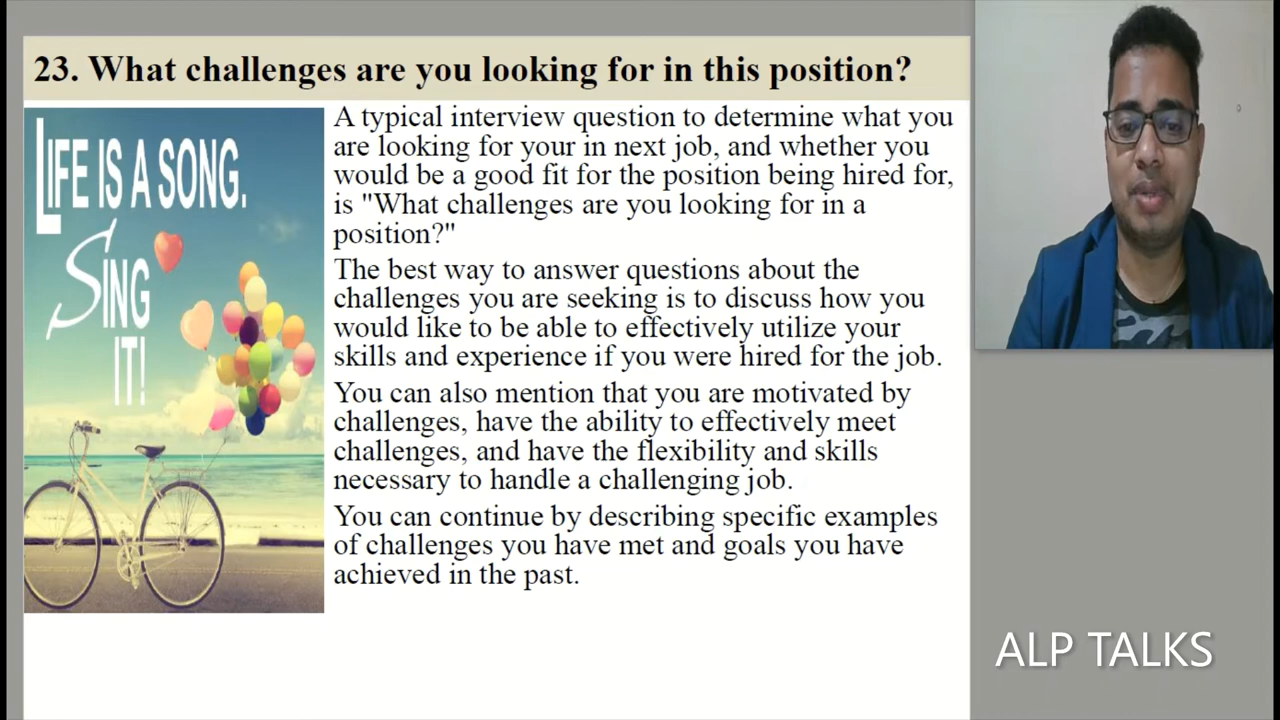 23. What challenges are you looking for in this position?
LIFE IS A SONG.
SING
IT!
A typical interview question to determine what you
are looking for your in next job, and whether you
would be a good fit for the position being hired for,
is "What challenges are you looking for in a
position?"
The best way to answer questions about the
challenges you are seeking is to discuss how you
would like to be able to effectively utilize your
skills and experience if you were hired for the job.
You can also mention that you are motivated by
challenges, have the ability to effectively meet
challenges, and have the flexibility and skills
necessary to handle a challenging job.
You can continue by describing specific examples
of challenges you have met and goals you have
achieved in the past.
ALP TALKS